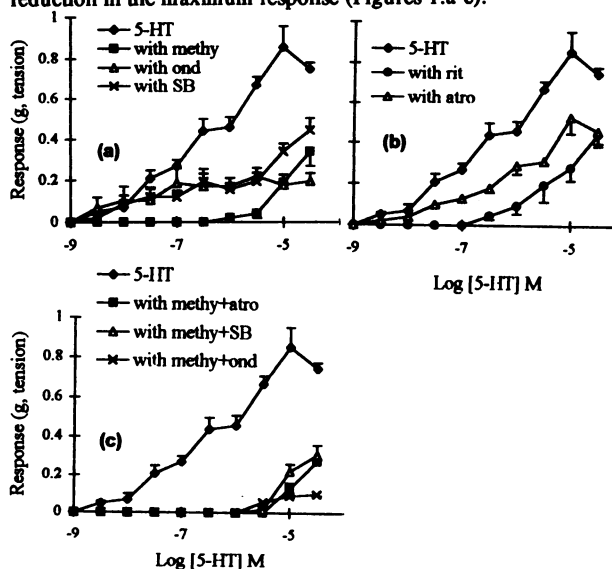 reduction in the maximum response (Figures 1.a-c).
1
0.8
0.6
0.4
0.2
0
-9
-7
-5
Response (g, tension)
5-HT
with methy
with ond
with SB
(a)
5-HT
with rit
with atro
(b)
-9
-7
-5
Log [5-HT] M
5-HT
with methy+atro
with methy+SB
with methy+ond
1
0.8
0.6
0.4
0.2
0
Response (g, tension)
(c)
-9
-7
-5
Log [5-HT] M